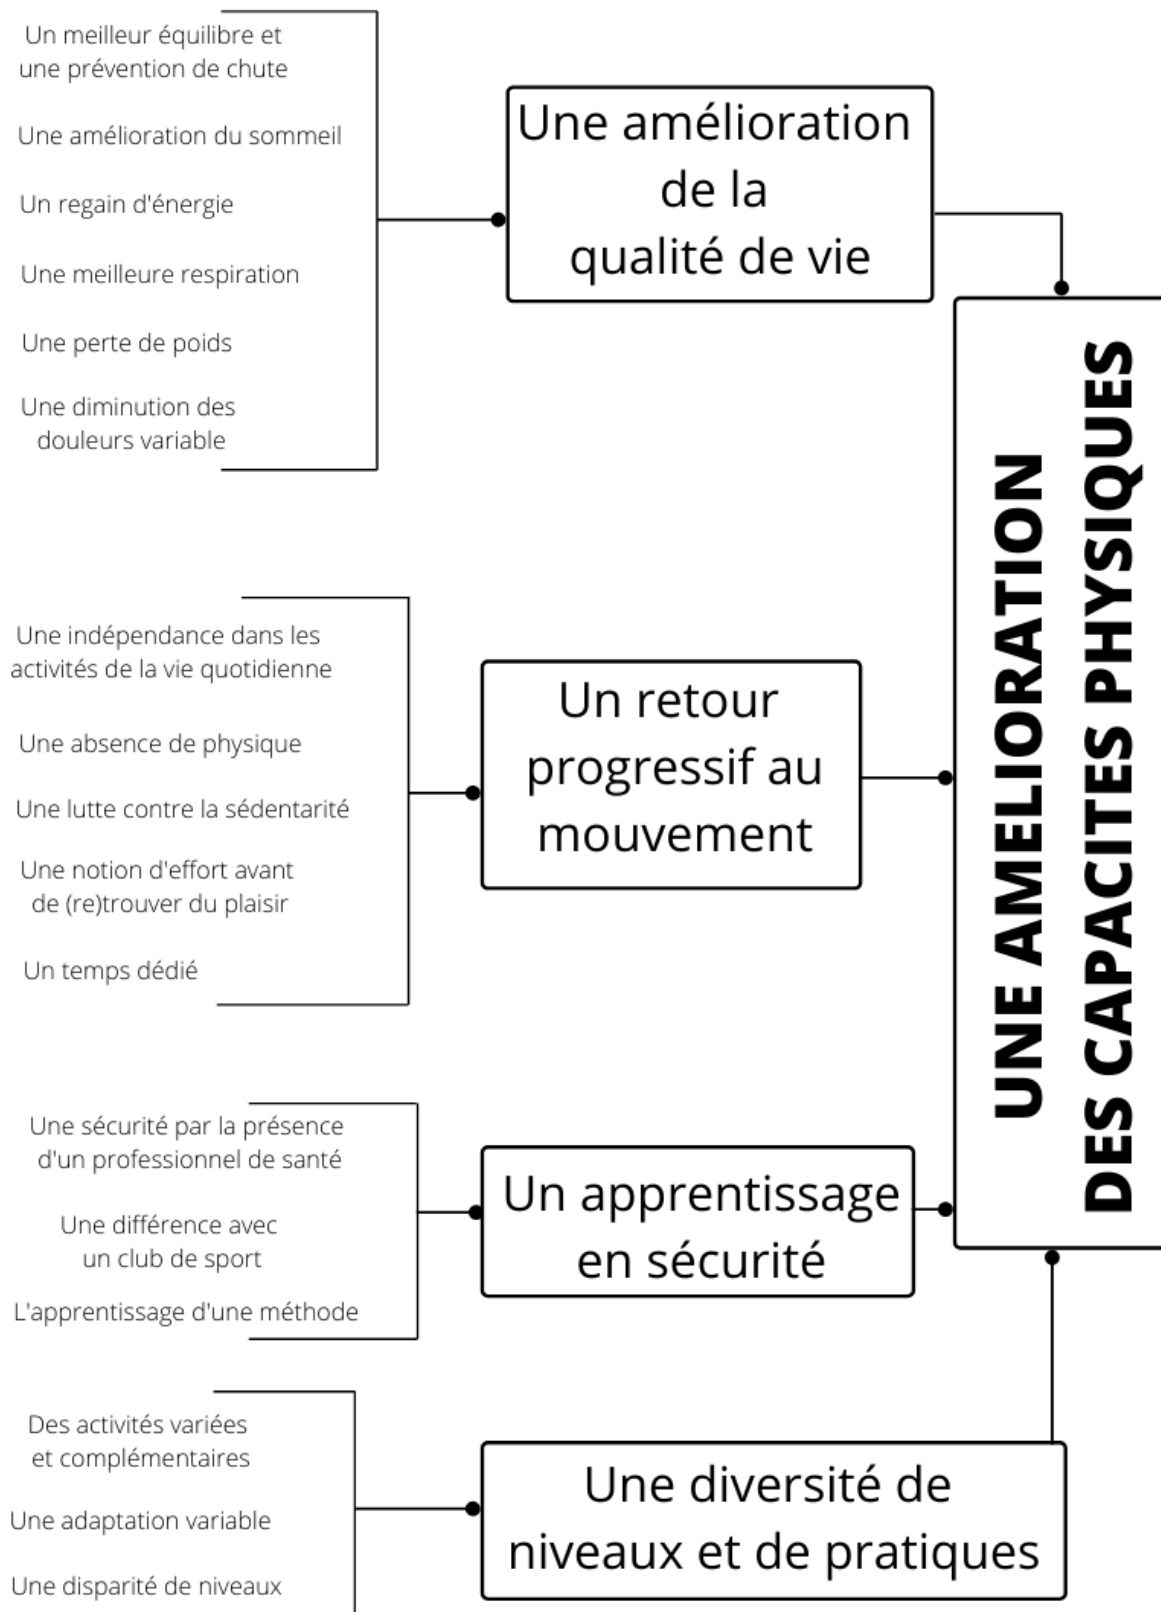 Un meilleur équilibre et
une prévention de chute
Une amélioration du sommeil
Un regain d'énergie
Une meilleure respiration
Une perte de poids
Une diminution des
douleurs variable
Une amélioration
de la
qualité de vie
Une indépendance dans les
activités de la vie quotidienne
Une absence de physique
Une lutte contre la sédentarité
Une notion d'effort avant
de (re)trouver du plaisir
Un temps dédié
Un retour
progressif au
mouvement
Une sécurité par la présence
d'un professionnel de santé
Une différence avec
un club de sport
L'apprentissage d'une méthode
Un apprentissage
en sécurité
Des activités variées
et complémentaires
Une adaptation variable
Une disparité de niveaux
Une diversité de
niveaux et de pratiques
UNE AMELIORATION
DES CAPACITES PHYSIQUES